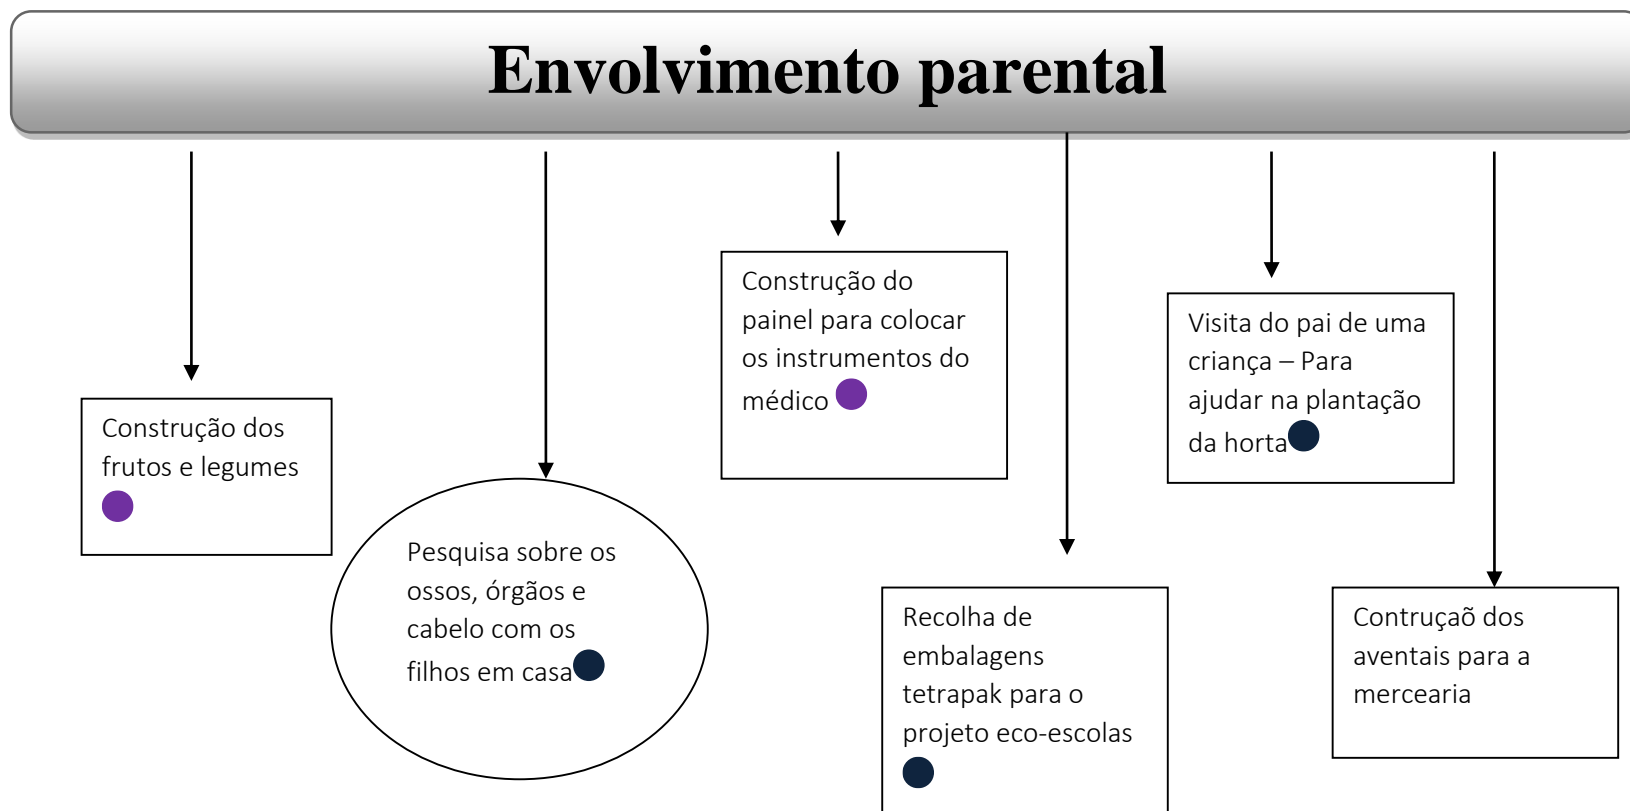 Envolvimento parental
Construção dos
frutos e legumes
Pesquisa sobre os
ossos, órgãos e
cabelo com os
filhos em casa
Construção do
painel para colocar
os instrumentos do
médico
Recolha de
embalagens
tetrapak para o
projeto eco-escolas
Visita do pai de uma
criança – Para
ajudar na plantação
da horta
Contruçaõ dos
aventais para a
mercearia